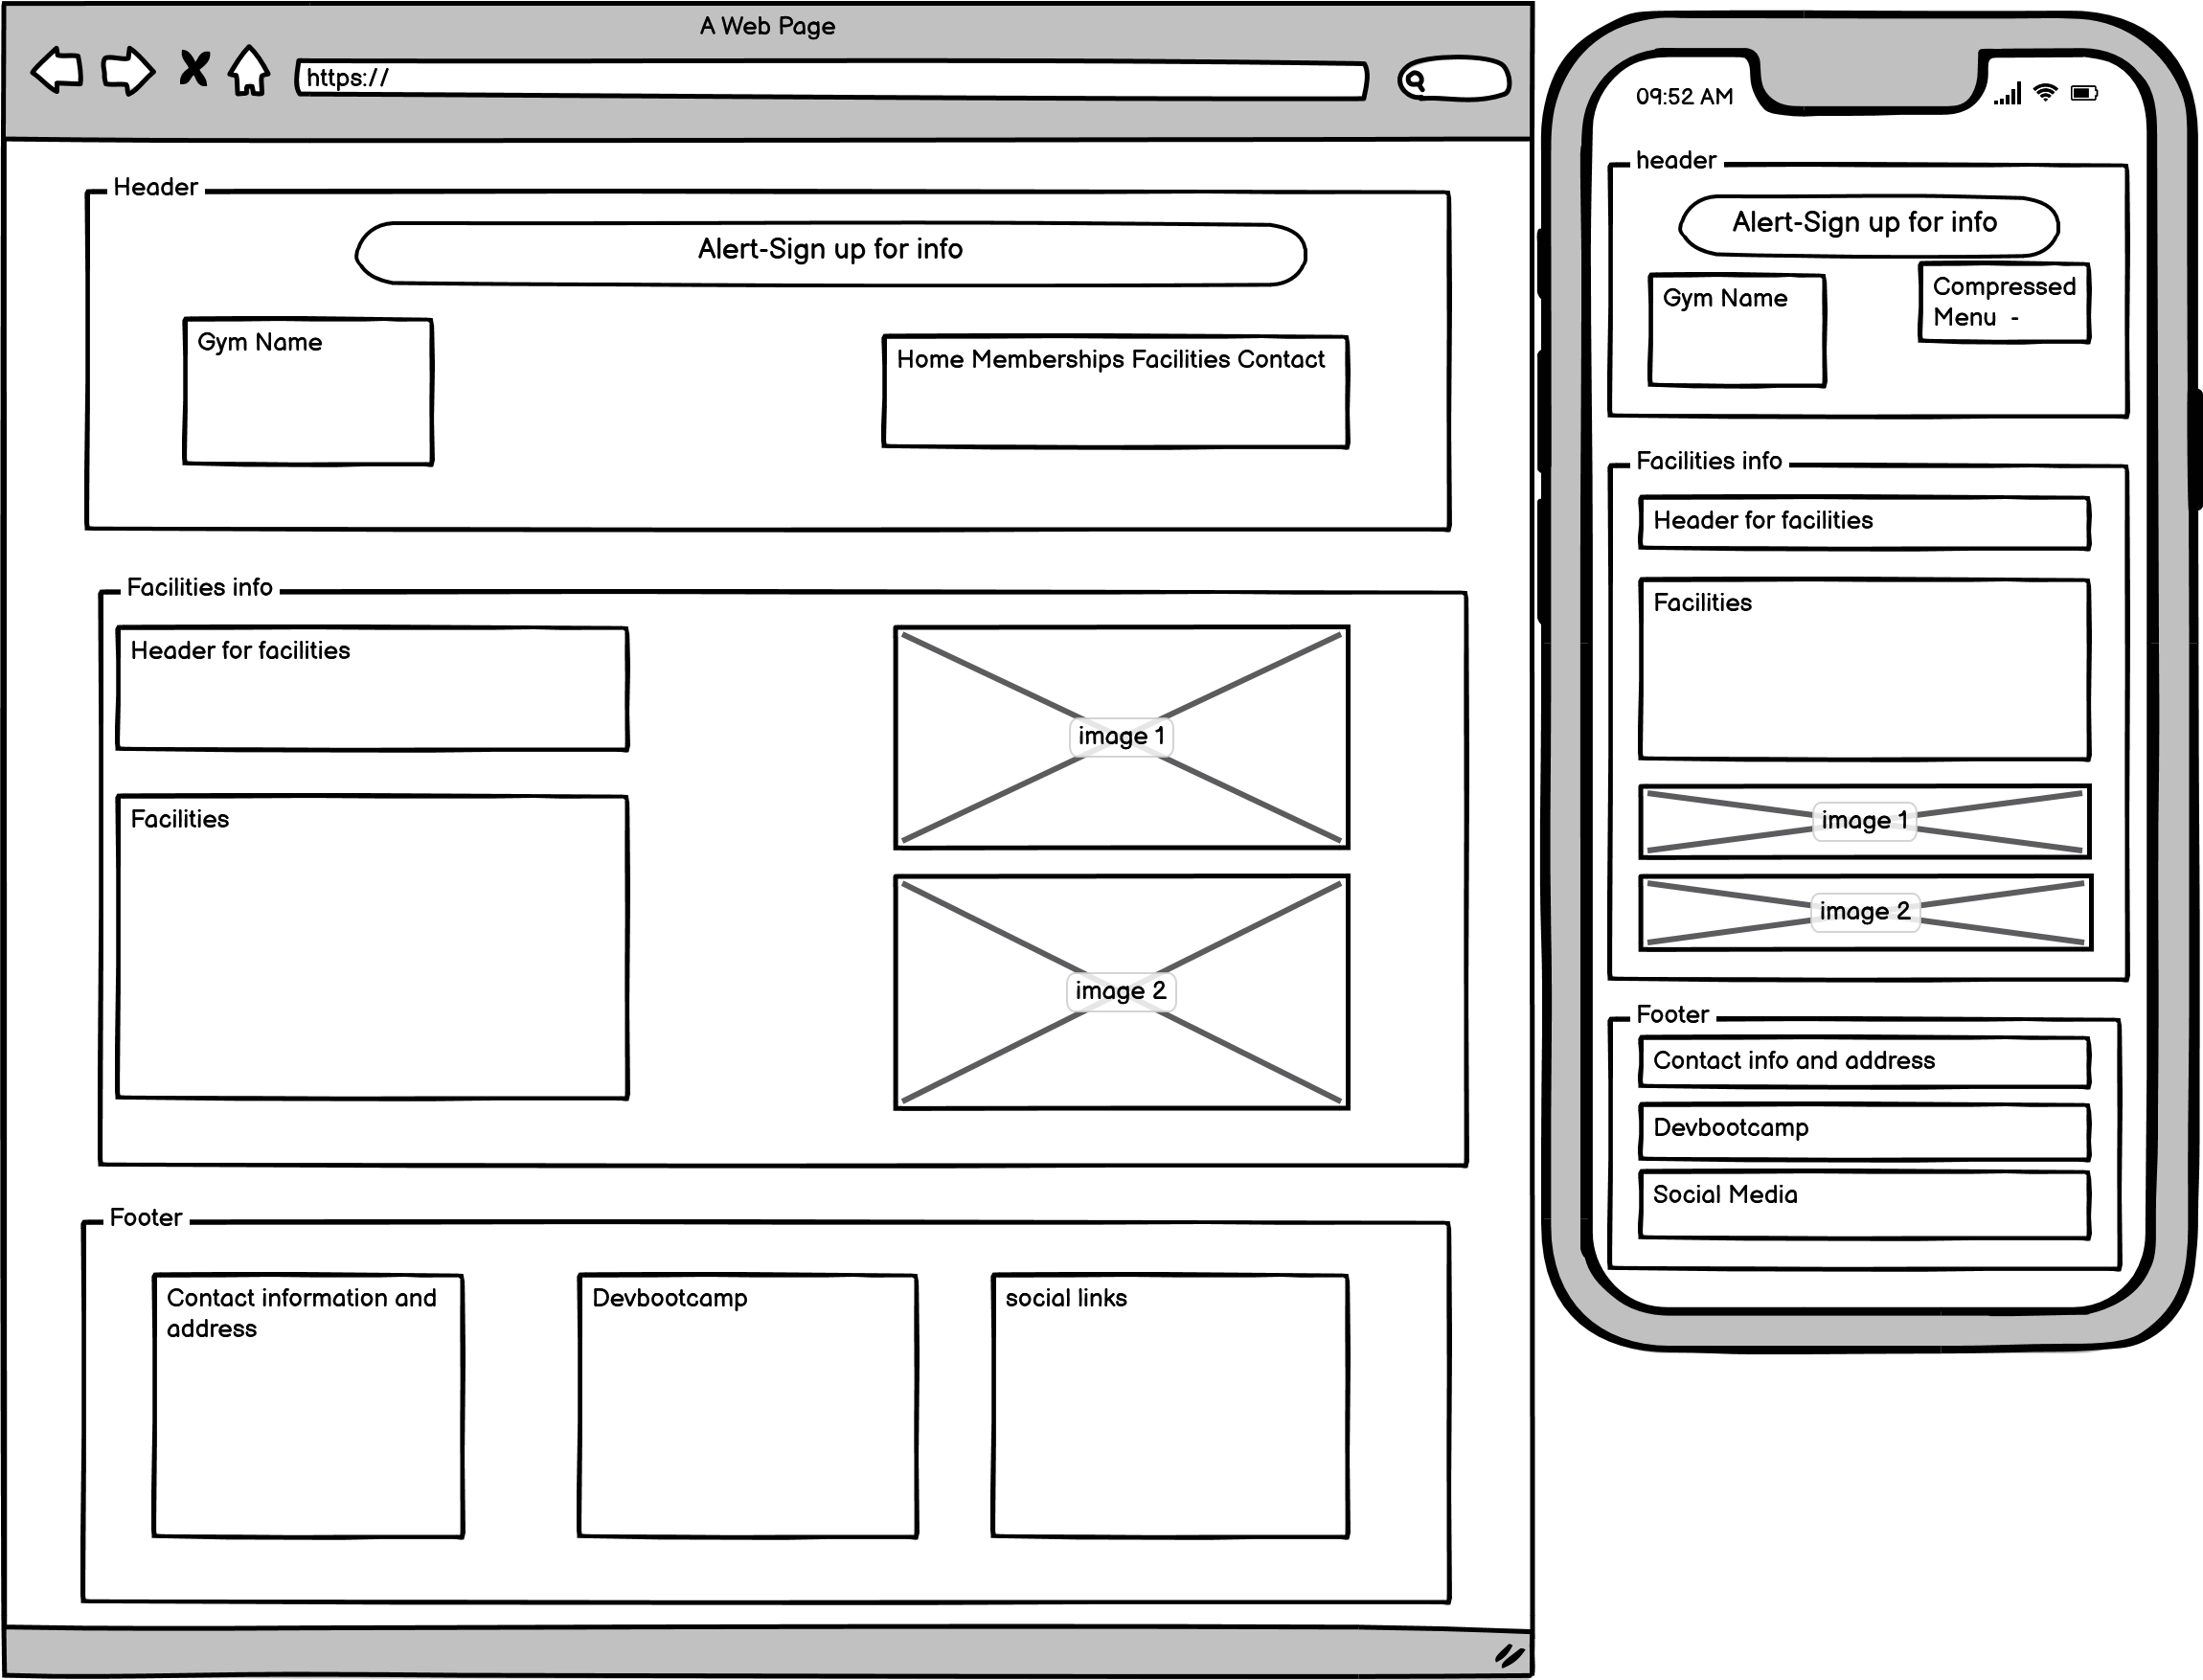 A Web Page
https://
Header
Alert-Sign up for info
Gym Name
Home Memberships Facilities Contact
Facilities info
Header for facilities
Facilities
image 1
image 2
Footer
Contact information and
address
Devbootcamp
social links
09:52 AM
header
Alert-Sign up for info
Gym Name
Compressed
Menu -
Facilities info
Header for facilities
Facilities
image 1
image 2
Footer
Contact info and address
Devbootcamp
Social Media